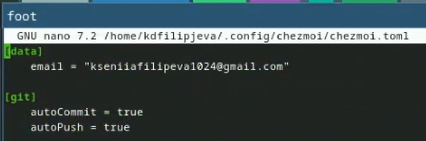 foot
GNU nano 7.2 /home/kdfilipjeva/.config/chezmoi/chezmoi.toml
[data]
email = "kseniiafilipeva1024@gmail.com"
[git]
autoCommit = true
autoPush = true